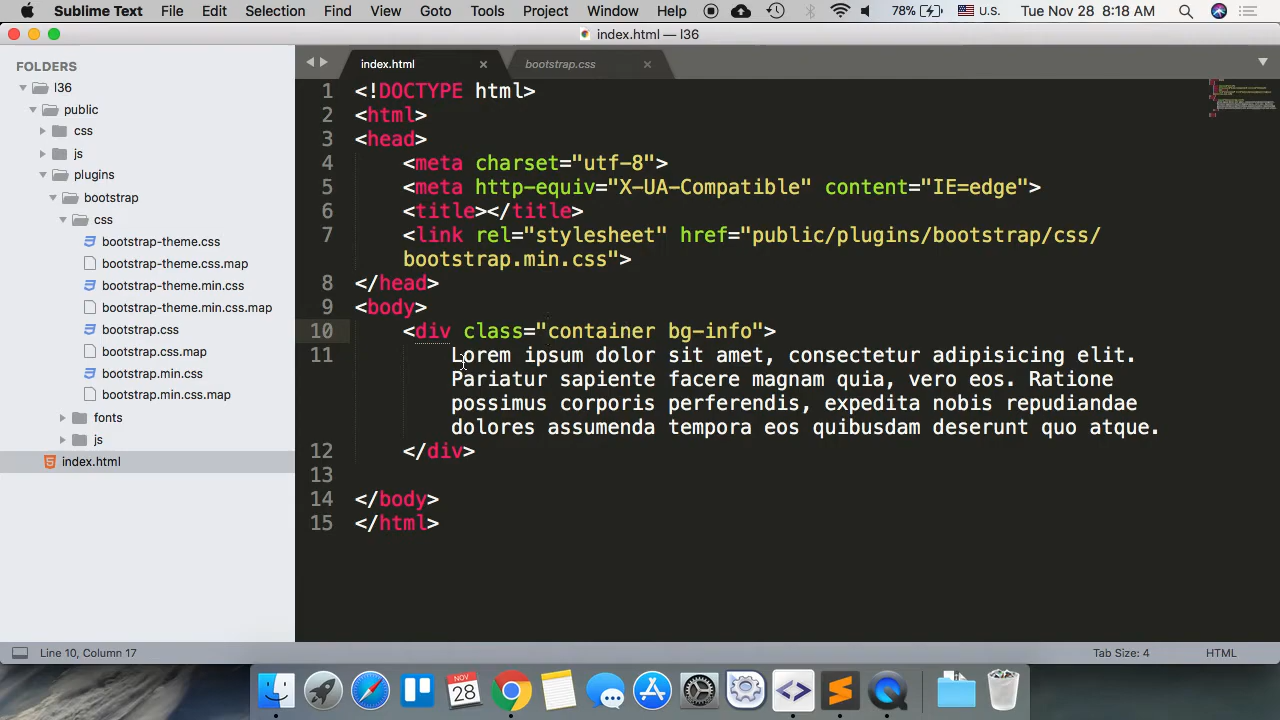 Sublime Text File Edit Selection Find View Goto Tools Project Window Help 78% U.S. Tue Nov 28 8:18 AM
index.html — l36
FOLDERS
l36
public
css
js
plugins
bootstrap
css
bootstrap-theme.css
bootstrap-theme.css.map
bootstrap-theme.min.css
bootstrap-theme.min.css.map
bootstrap.css
bootstrap.css.map
bootstrap.min.css
bootstrap.min.css.map
fonts
js
index.html
index.html bootstrap.css
1 <!DOCTYPE html>
2 <html>
3 <head>
4 <meta charset="utf-8">
5 <meta http-equiv="X-UA-Compatible" content="IE=edge">
6 <title></title>
7 <link rel="stylesheet" href="public/plugins/bootstrap/css/
bootstrap.min.css">
8 </head>
9 <body>
10 <div class="container bg-info">
11 Lorem ipsum dolor sit amet, consectetur adipisicing elit.
Pariatur sapiente facere magnam quia, vero eos. Ratione
possimus corporis perferendis, expedita nobis repudiandae
dolores assumenda tempora eos quibusdam deserunt quo atque.
12 </div>
13
14 </body>
15 </html>
Line 10, Column 17 Tab Size: 4 HTML
NOV
28